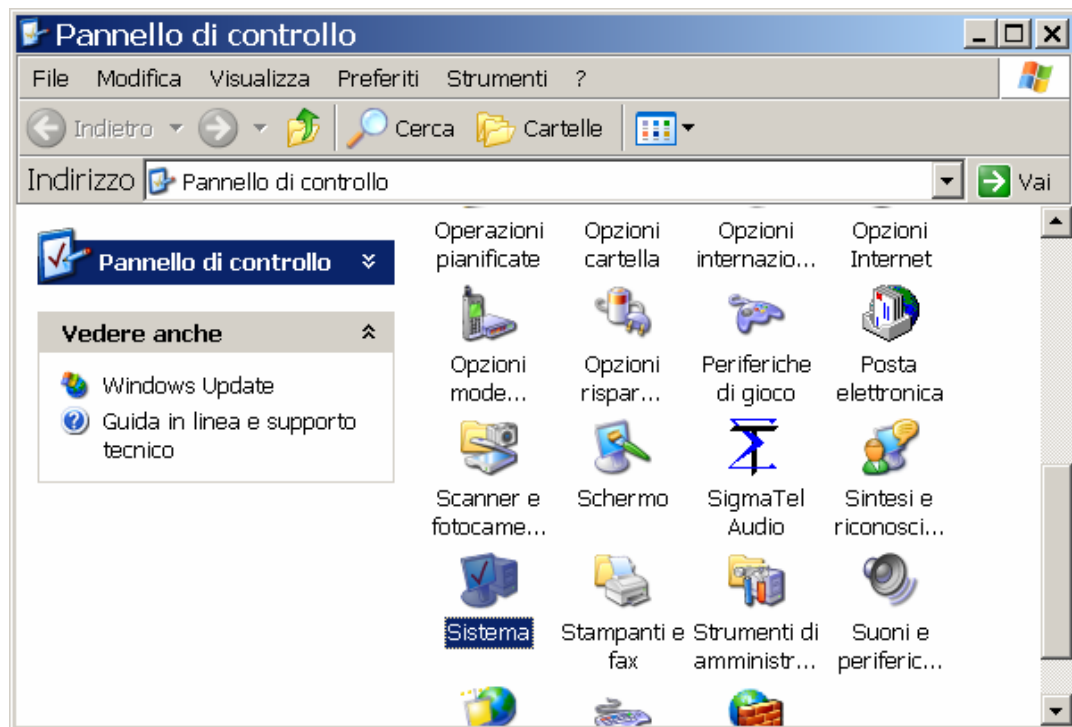 Pannello di controllo
File Modifica Visualizza Preferiti Strumenti ?
Indietro Cerca Cartelle
Indirizzo Pannello di controllo Vai
Pannello di controllo
Vedere anche
Windows Update
Guida in linea e supporto
tecnico
Operazioni
pianificate
Opzioni
cartella
Opzioni
internazio...
Opzioni
Internet
Opzioni
mode...
Opzioni
rispar...
Periferiche
di gioco
Posta
elettronica
Scanner e
fotocame...
Schermo
SigmaTel
Audio
Sintesi e
riconosci...
Sistema
Stampanti e
fax
Strumenti di
amministr...
Suoni e
periferic...